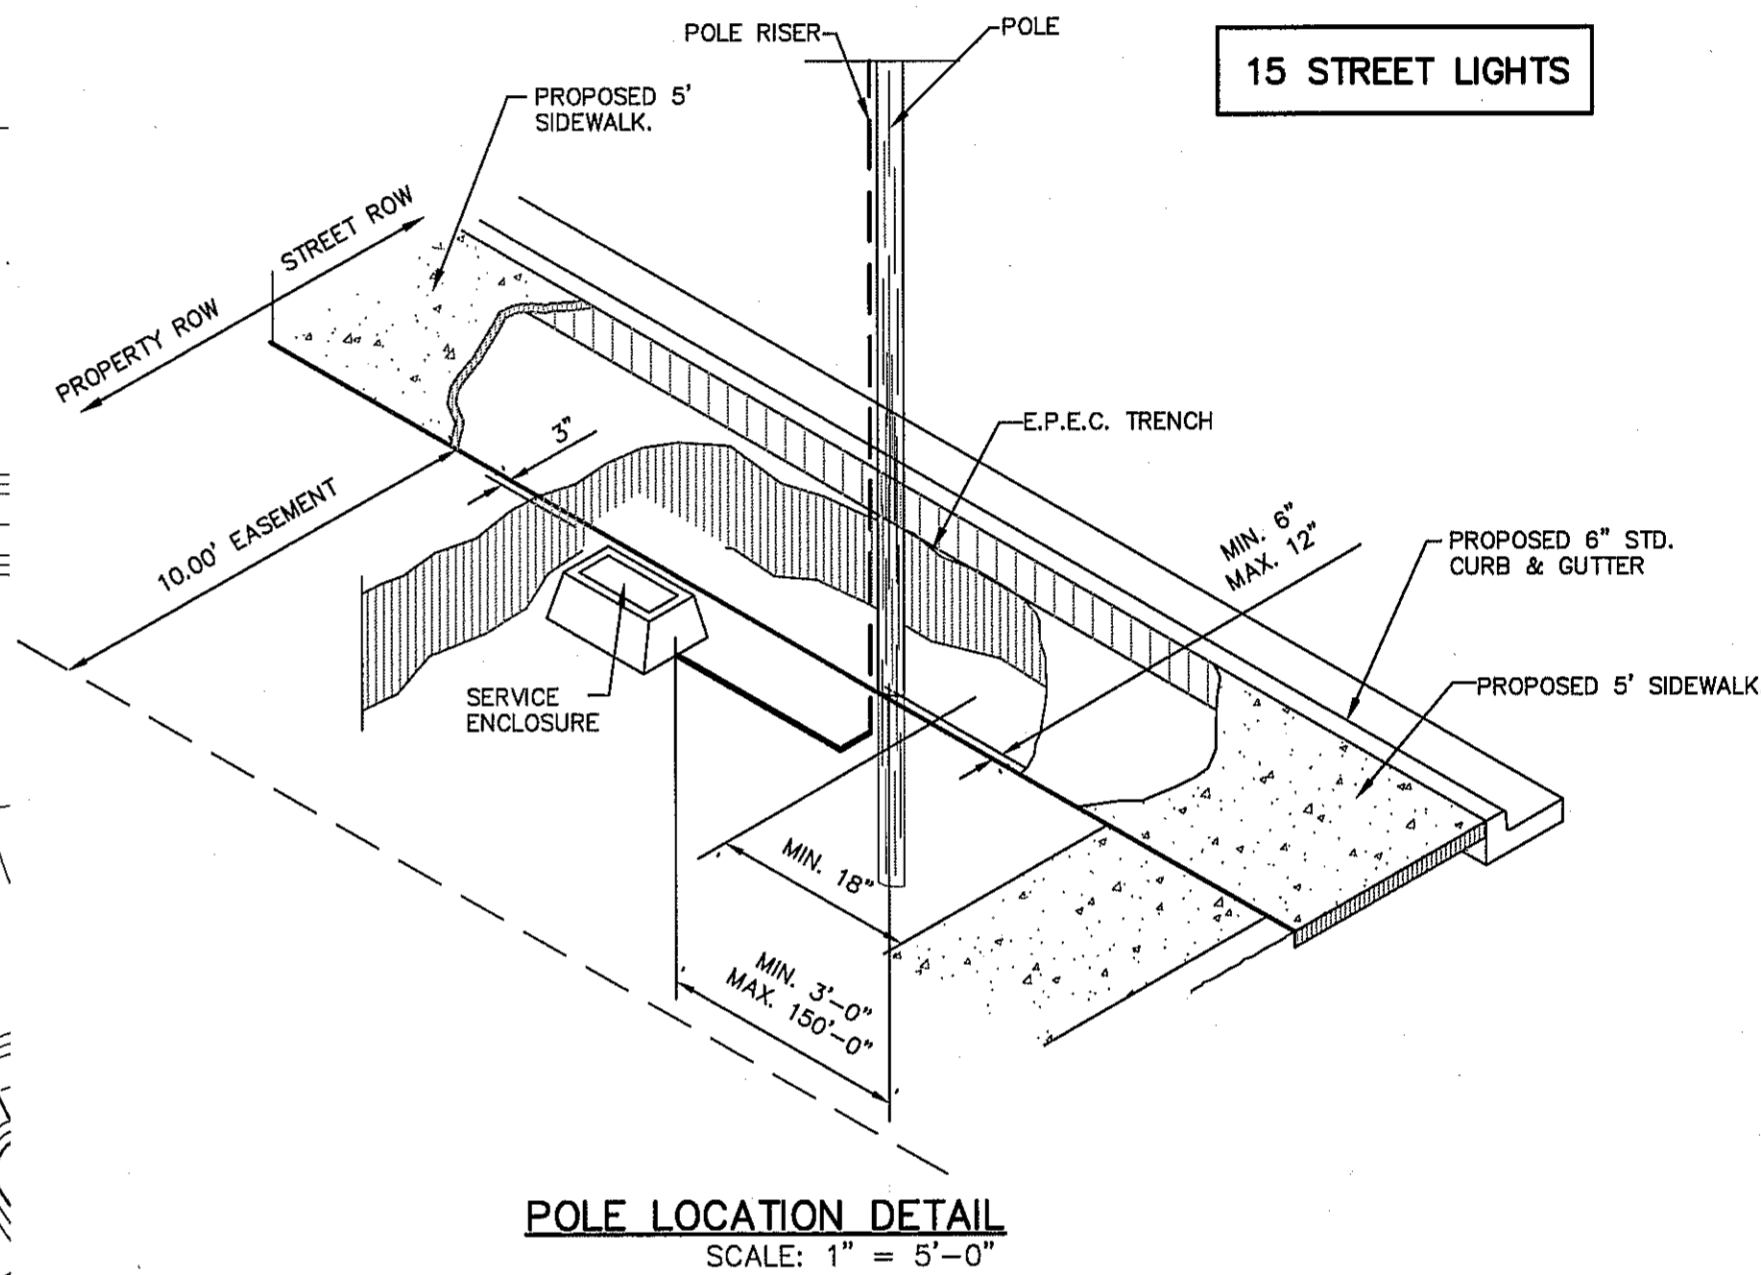 POLE RISER
POLE
15 STREET LIGHTS
PROPOSED 5'
SIDEWALK.
STREET ROW
PROPERTY ROW
3"
E.P.E.C. TRENCH
10.00' EASEMENT
MIN. 6"
MAX. 12"
PROPOSED 6" STD.
CURB & GUTTER
SERVICE
ENCLOSURE
PROPOSED 5' SIDEWALK
MIN. 18"
MIN. 3'-0"
MAX. 150'-0"
POLE LOCATION DETAIL
SCALE: 1" = 5'-0"